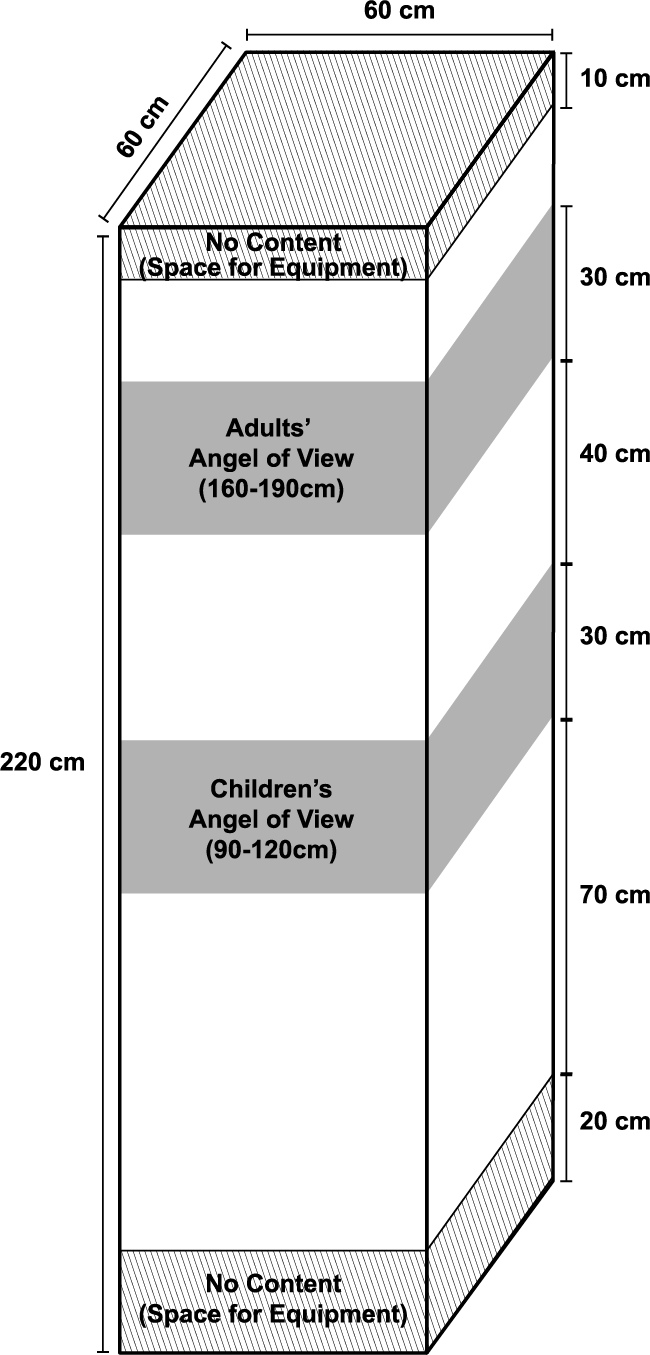 60 cm
10 cm
60 cm
No Content
(Space for Equipment)
30 cm
Adults’
Angel of View
(160-190cm)
40 cm
30 cm
220 cm
Children’s
Angel of View
(90-120cm)
70 cm
20 cm
No Content
(Space for Equipment)